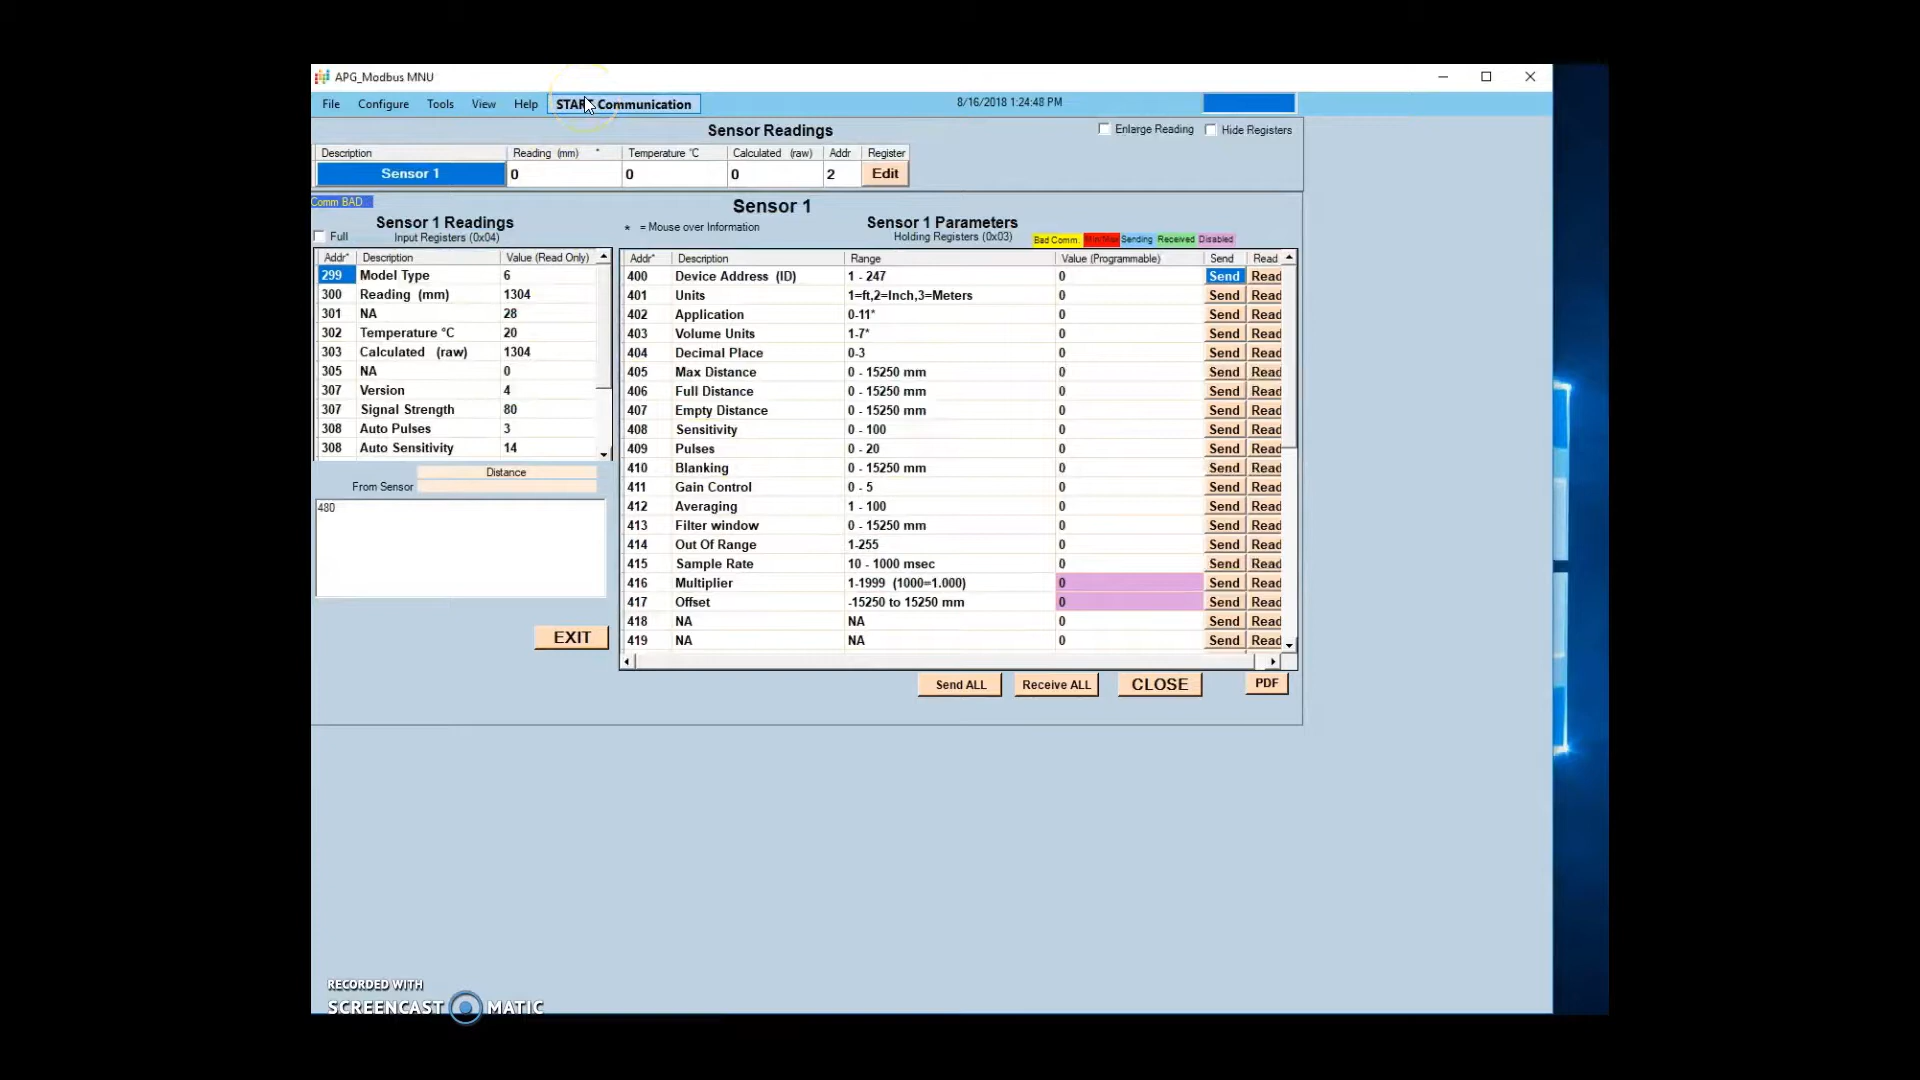 APG_Modbus MNU
File Configure Tools View Help START Communication 8/16/2018 1:24:48 PM
Sensor Readings
Enlarge Reading Hide Registers
Description Reading (mm) * Temperature °C Calculated (raw) Addr Register
Sensor 1 0 0 0 2 Edit
Comm BAD
Sensor 1
Sensor 1 Readings
* = Mouse over Information
Sensor 1 Parameters
Full
Input Registers (0x04)
Holding Registers (0x03)
Bad Comm. Min/Max Sending Received Disabled
Addr* Description Value (Read Only)
299 Model Type 6
300 Reading (mm) 1304
301 NA 28
302 Temperature °C 20
303 Calculated (raw) 1304
305 NA 0
307 Version 4
307 Signal Strength 80
308 Auto Pulses 3
308 Auto Sensitivity 14
Distance
From Sensor
480
EXIT
Addr* Description Range Value (Programmable) Send Read
400 Device Address (ID) 1 - 247 0 Send Read
401 Units 1=ft,2=Inch,3=Meters 0 Send Read
402 Application 0-11* 0 Send Read
403 Volume Units 1-7* 0 Send Read
404 Decimal Place 0-3 0 Send Read
405 Max Distance 0 - 15250 mm 0 Send Read
406 Full Distance 0 - 15250 mm 0 Send Read
407 Empty Distance 0 - 15250 mm 0 Send Read
408 Sensitivity 0 - 100 0 Send Read
409 Pulses 0 - 20 0 Send Read
410 Blanking 0 - 15250 mm 0 Send Read
411 Gain Control 0 - 5 0 Send Read
412 Averaging 1 - 100 0 Send Read
413 Filter window 0 - 15250 mm 0 Send Read
414 Out Of Range 1-255 0 Send Read
415 Sample Rate 10 - 1000 msec 0 Send Read
416 Multiplier 1-1999 (1000=1.000) 0 Send Read
417 Offset -15250 to 15250 mm 0 Send Read
418 NA NA 0 Send Read
419 NA NA 0 Send Read
Send ALL Receive ALL CLOSE PDF
RECORDED WITH
SCREENCAST MATIC